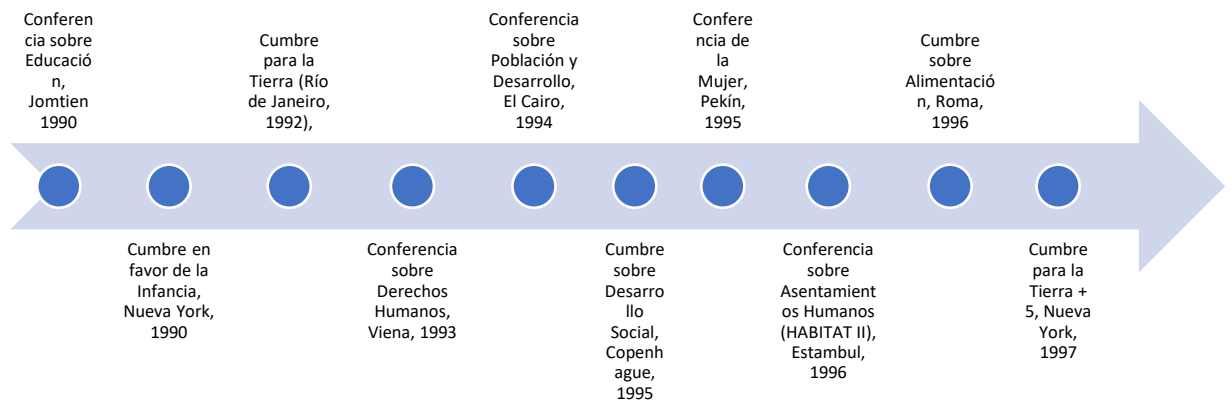 Conferen
cia sobre
Educació
n,
Jomtien
1990
Cumbre en
favor de la
Infancia,
Nueva York,
1990
Cumbre
para la
Tierra (Río
de Janeiro,
1992),
Conferencia
sobre
Derechos
Humanos,
Viena, 1993
Conferencia
sobre
Población y
Desarrollo,
El Cairo,
1994
Cumbre
sobre
Desarro
llo
Social,
Copenh
ague,
1995
Confere
ncia de
la
Mujer,
Pekín,
1995
Conferencia
sobre
Asentamient
os Humanos
(HABITAT II),
Estambul,
1996
Cumbre
sobre
Alimentació
n, Roma,
1996
Cumbre
para la
Tierra +
5, Nueva
York,
1997